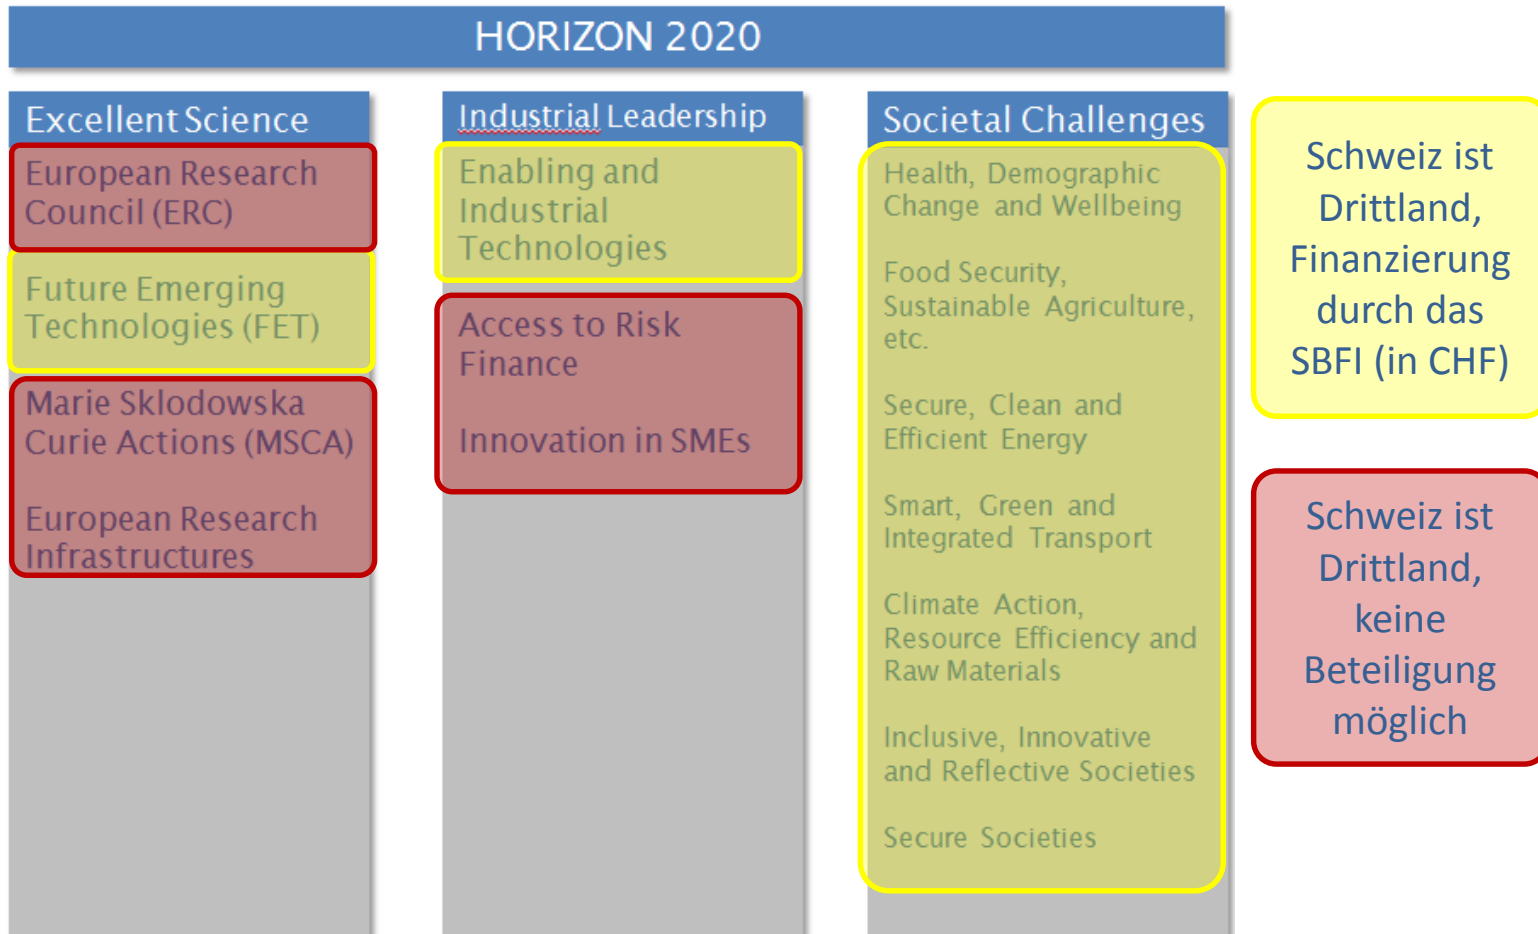 HORIZON 2020
Excellent Science
European Research
Council (ERC)
Future Emerging
Technologies (FET)
Marie Sklodowska
Curie Actions (MSCA)
European Research
Infrastructures
Industrial Leadership
Enabling and
Industrial
Technologies
Access to Risk
Finance
Innovation in SMEs
Societal Challenges
Health, Demographic
Change and Wellbeing
Food Security,
Sustainable Agriculture,
etc.
Secure, Clean and
Efficient Energy
Smart, Green and
Integrated Transport
Climate Action,
Resource Efficiency and
Raw Materials
Inclusive, Innovative
and Reflective Societies
Secure Societies
Schweiz ist
Drittland,
Finanzierung
durch das
SBFI (in CHF)
Schweiz ist
Drittland,
keine
Beteiligung
möglich